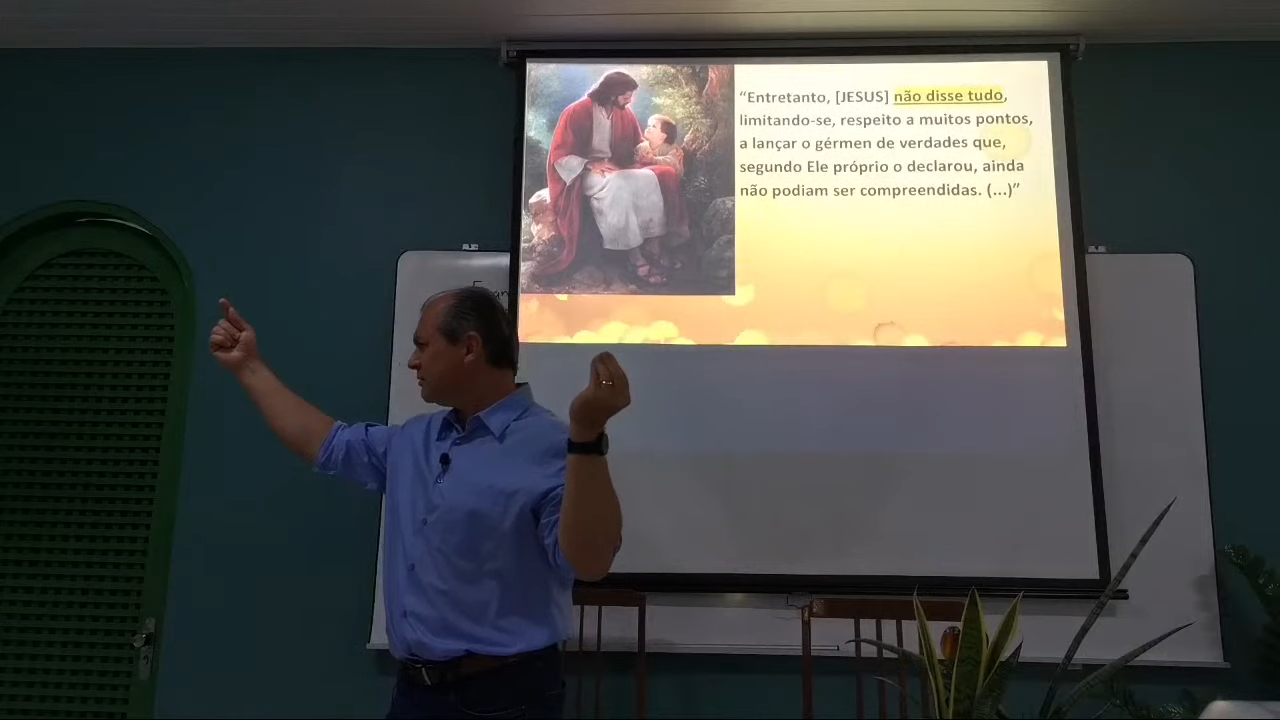 “Entretanto, [JESUS] não disse tudo,
limitando-se, respeito a muitos pontos,
a lançar o gérmen de verdades que,
segundo Ele próprio o declarou, ainda
não podiam ser compreendidas. (...)”